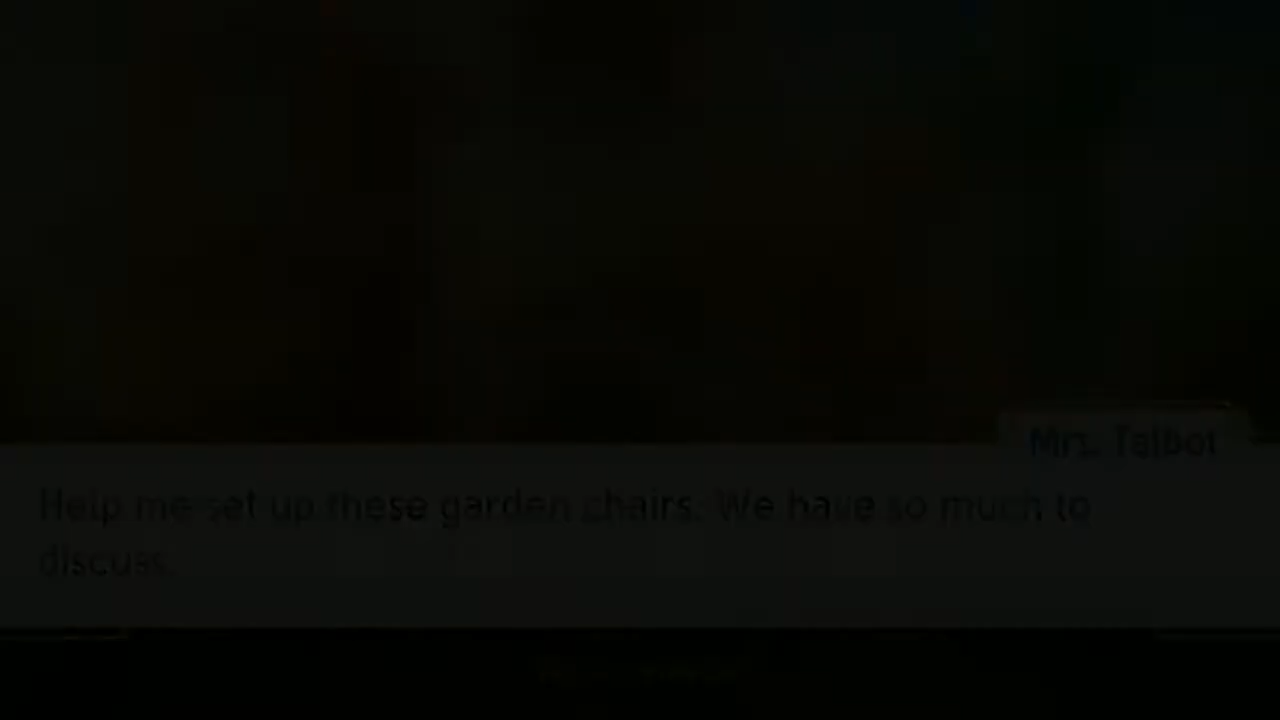 Mrs. Talbot
Help me set up these garden chairs. We have so much to
discuss.